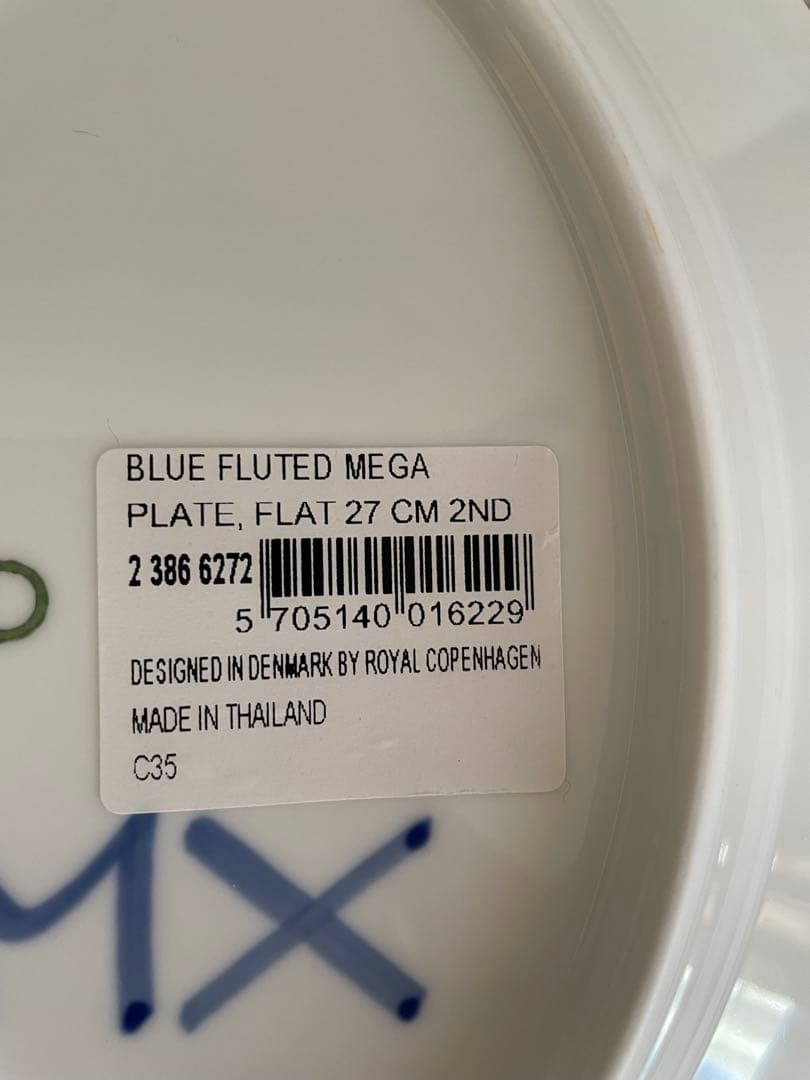 BLUE FLUTED MEGA
PLATE, FLAT 27 CM 2ND
2 386 6272
5 705140 016229
DESIGNED IN DENMARK BY ROYAL COPENHAGEN
MADE IN THAILAND
C35
MX